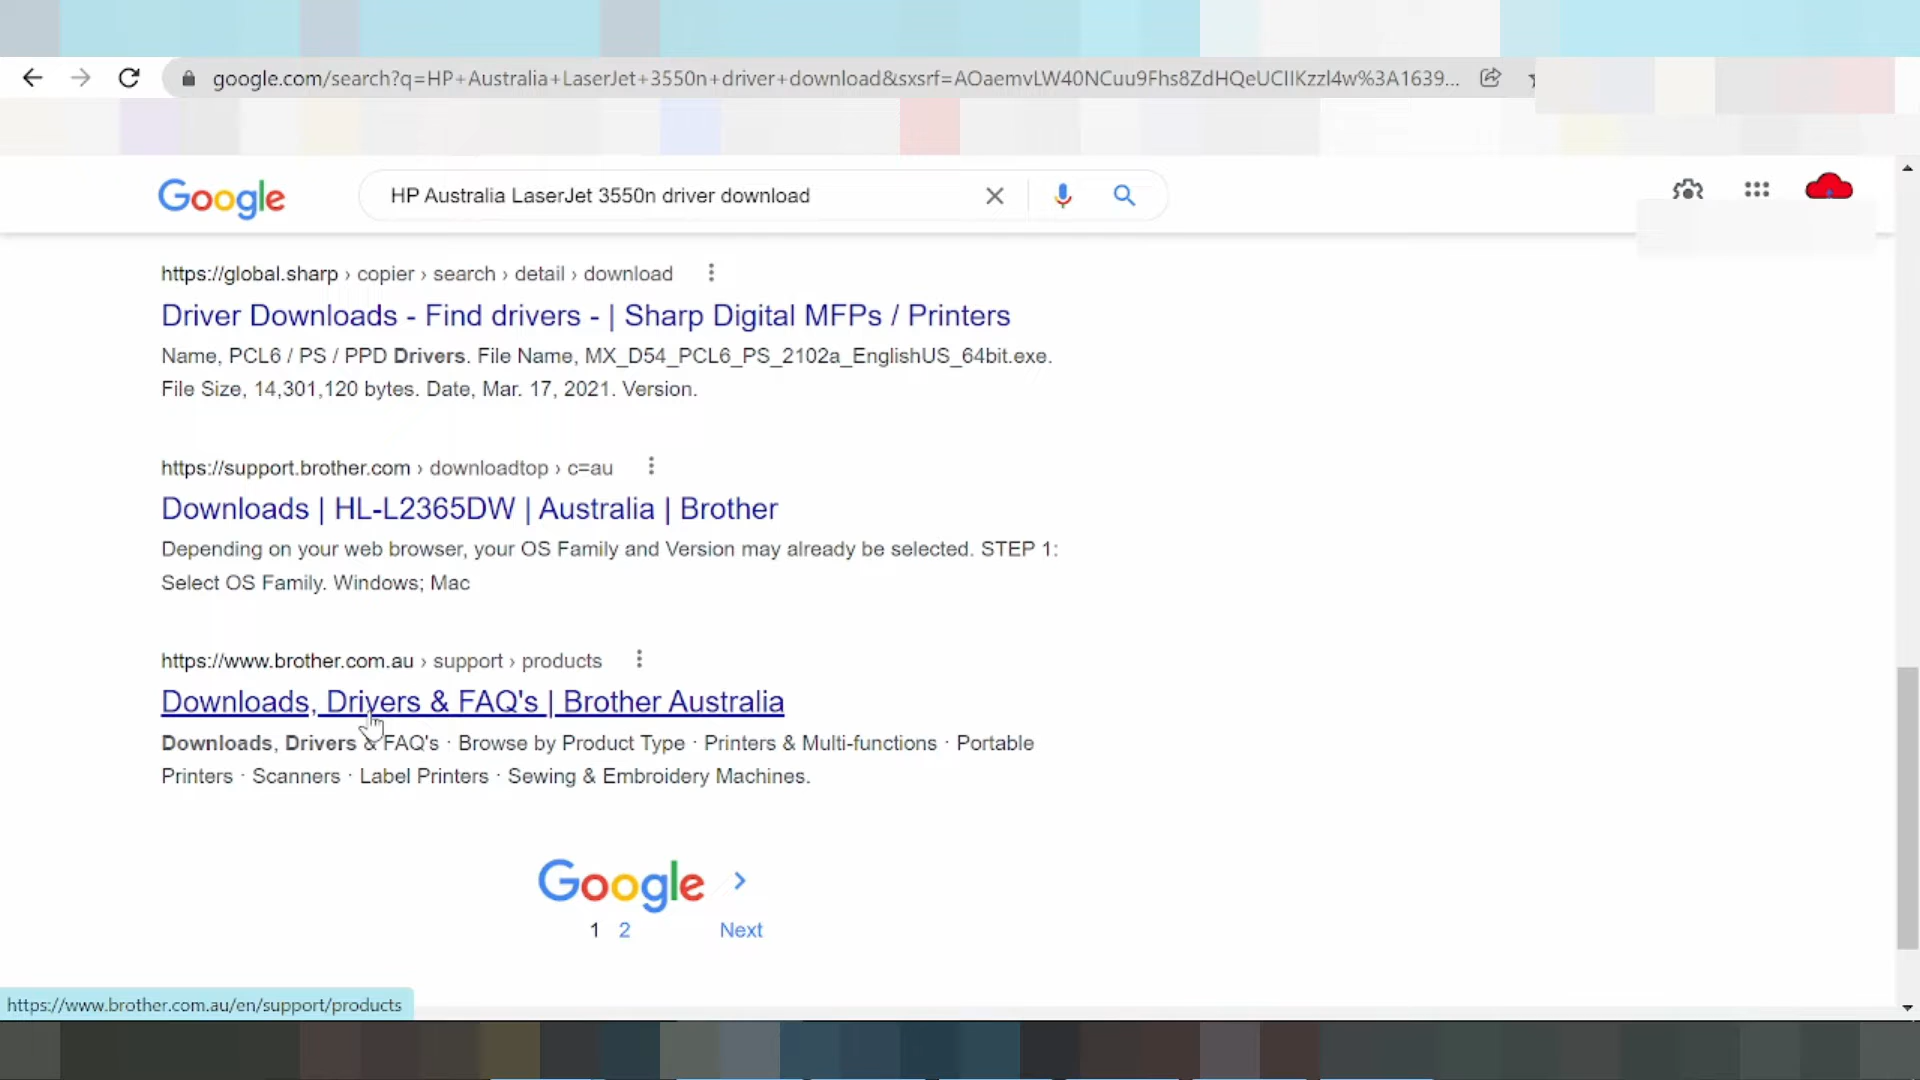 google.com/search?q=HP+Australia+LaserJet+3550n+driver+download&sxsrf=AOaemvLW40NCuu9Fhs8ZdHQeUCIIKzzl4w%3A1639...
Google
HP Australia LaserJet 3550n driver download
https://global.sharp › copier › search › detail › download
Driver Downloads - Find drivers - | Sharp Digital MFPs / Printers
Name, PCL6 / PS / PPD Drivers. File Name, MX_D54_PCL6_PS_2102a_EnglishUS_64bit.exe.
File Size, 14,301,120 bytes. Date, Mar. 17, 2021. Version.
https://support.brother.com › downloadtop › c=au
Downloads | HL-L2365DW | Australia | Brother
Depending on your web browser, your OS Family and Version may already be selected. STEP 1:
Select OS Family. Windows; Mac
https://www.brother.com.au › support › products
Downloads, Drivers & FAQ's | Brother Australia
Downloads, Drivers & FAQ's · Browse by Product Type · Printers & Multi-functions · Portable
Printers · Scanners · Label Printers · Sewing & Embroidery Machines.
Google
1 2 Next
https://www.brother.com.au/en/support/products